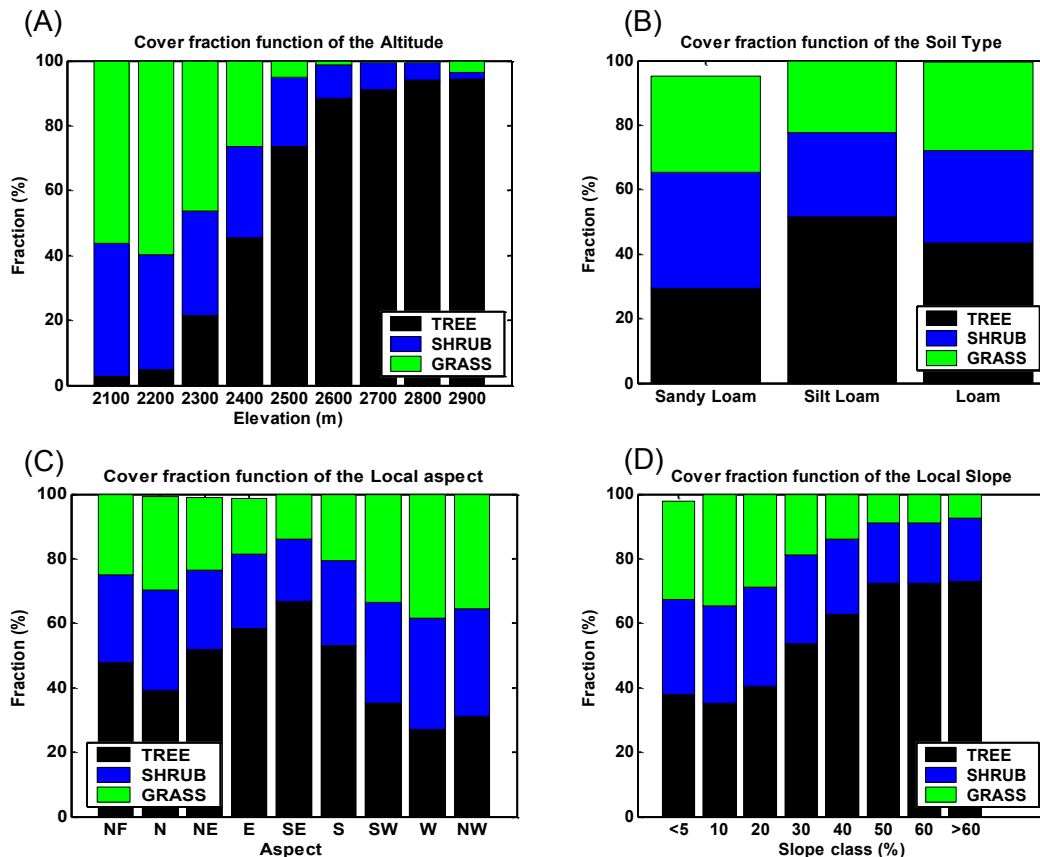 (A)
Cover fraction function of the Altitude
Fraction (%)
100
80
60
40
20
0
TREE
SHRUB
GRASS
2100 2200 2300 2400 2500 2600 2700 2800 2900
Elevation (m)
(B)
Cover fraction function of the Soil Type
Fraction (%)
100
80
60
40
20
0
TREE
SHRUB
GRASS
Sandy Loam Silt Loam Loam
(C)
Cover fraction function of the Local aspect
Fraction (%)
100
80
60
40
20
0
TREE
SHRUB
GRASS
NF N NE E SE S SW W NW
Aspect
(D)
Cover fraction function of the Local Slope
Fraction (%)
100
80
60
40
20
0
TREE
SHRUB
GRASS
<5 10 20 30 40 50 60 >60
Slope class (%)